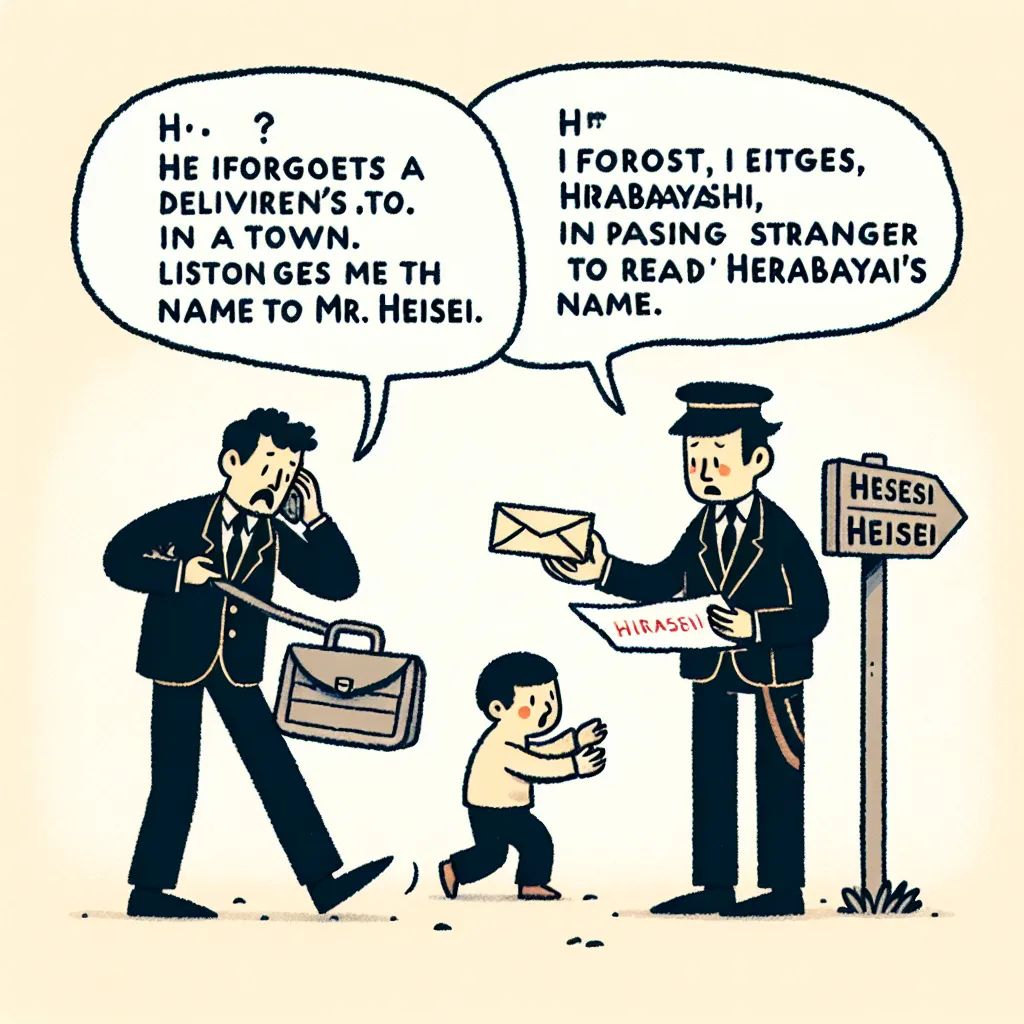 H.. ?
HE IFORGOETS A
DELIVIREN'S .TO.
IN A TOWN.
LISTONGES ME TH
NAME TO MR. HEISEI.
H
I FOROST, I EITGES,
HIRABAAYASHI,
IN PASING STRANGER
TO READ' HERABAYAI'S
NAME.
HESESI
HEISEI
HIRASEII